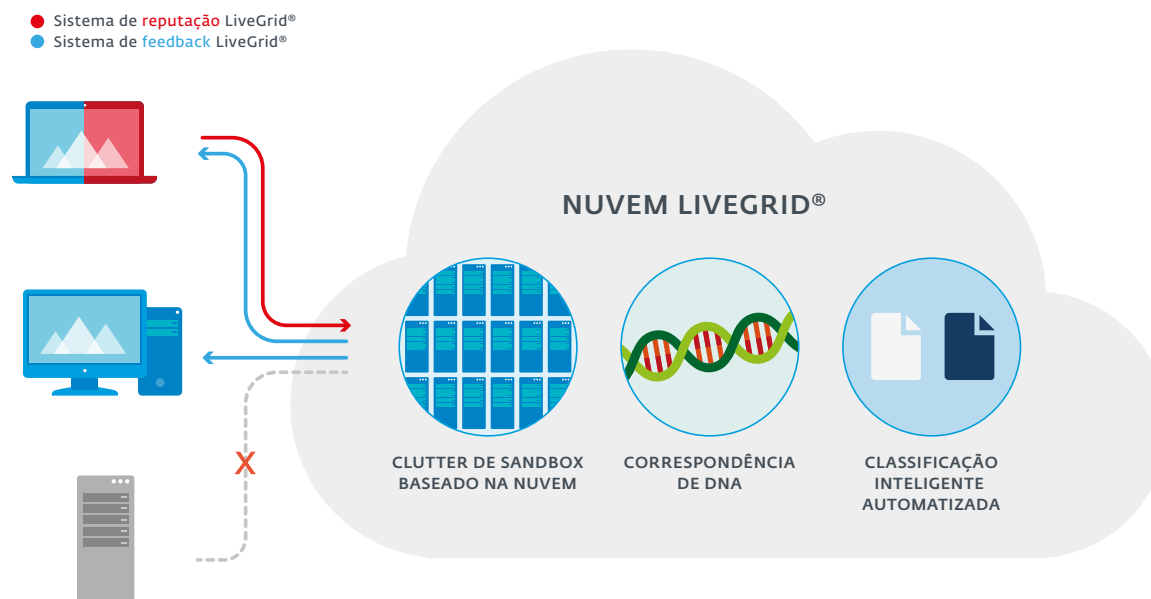 Sistema de reputação LiveGrid®
Sistema de feedback LiveGrid®
NUVEM LIVEGRID®
CLUTTER DE SANDBOX
BASEADO NA NUVEM
CORRESPONDÊNCIA
DE DNA
CLASSIFICAÇÃO
INTELIGENTE
AUTOMATIZADA
X